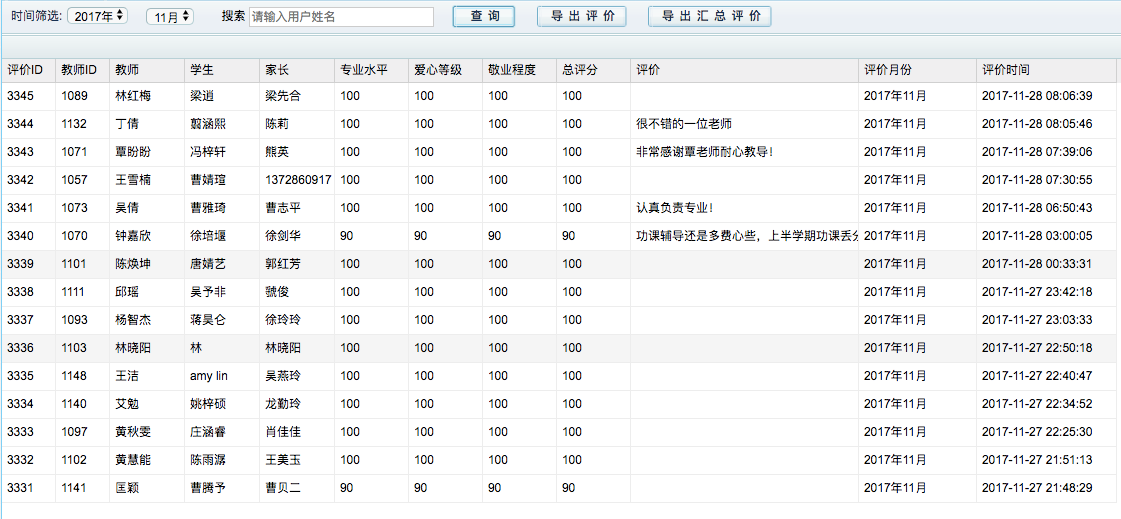 时间筛选: 2017年 11月 搜索 请输入用户姓名 查 询 导 出 评 价 导 出 汇 总 评 价
评价ID 教师ID 教师 学生 家长 专业水平 爱心等级 敬业程度 总评分 评价 评价月份 评价时间
3345 1089 林红梅 梁逍 梁先合 100 100 100 100 2017年11月 2017-11-28 08:06:39
3344 1132 丁倩 翦涵熙 陈莉 100 100 100 100 很不错的一位老师 2017年11月 2017-11-28 08:05:46
3343 1071 覃盼盼 冯梓轩 熊英 100 100 100 100 非常感谢覃老师耐心教导！ 2017年11月 2017-11-28 07:39:06
3342 1057 王雪楠 曹婧瑄 1372860917 100 100 100 100 2017年11月 2017-11-28 07:30:55
3341 1073 吴倩 曹雅琦 曹志平 100 100 100 100 认真负责专业！ 2017年11月 2017-11-28 06:50:43
3340 1070 钟嘉欣 徐培堰 徐剑华 90 90 90 90 功课辅导还是多费心些，上半学期功课丢分 2017年11月 2017-11-28 03:00:05
3339 1101 陈焕坤 唐婧艺 郭红芳 100 100 100 100 2017年11月 2017-11-28 00:33:31
3338 1111 邱瑶 吴予非 虢俊 100 100 100 100 2017年11月 2017-11-27 23:42:18
3337 1093 杨智杰 蒋昊仑 徐玲玲 100 100 100 100 2017年11月 2017-11-27 23:03:33
3336 1103 林晓阳 林 林晓阳 100 100 100 100 2017年11月 2017-11-27 22:50:18
3335 1148 王洁 amy lin 吴燕玲 100 100 100 100 2017年11月 2017-11-27 22:40:47
3334 1140 艾勉 姚梓硕 龙勤玲 100 100 100 100 2017年11月 2017-11-27 22:34:52
3333 1097 黄秋雯 庄涵睿 肖佳佳 100 100 100 100 2017年11月 2017-11-27 22:25:30
3332 1102 黄慧能 陈雨潺 王美玉 100 100 100 100 2017年11月 2017-11-27 21:51:13
3331 1141 匡颖 曹腾予 曹贝二 90 90 90 90 2017年11月 2017-11-27 21:48:29